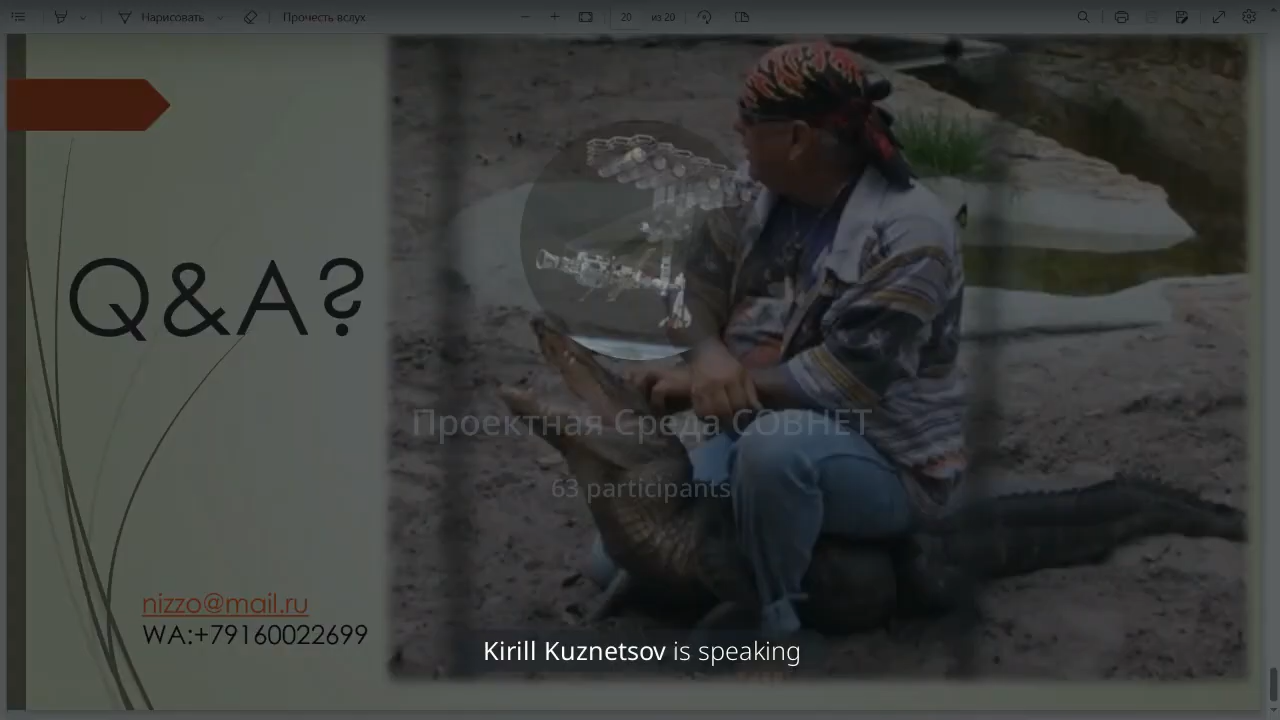 Нарисовать
Прочесть вслух
20
из 20
Q&A?
Проектная Среда СОВНЕТ
63 participants
nizzo@mail.ru
WA:+79160022699
Kirill Kuznetsov is speaking